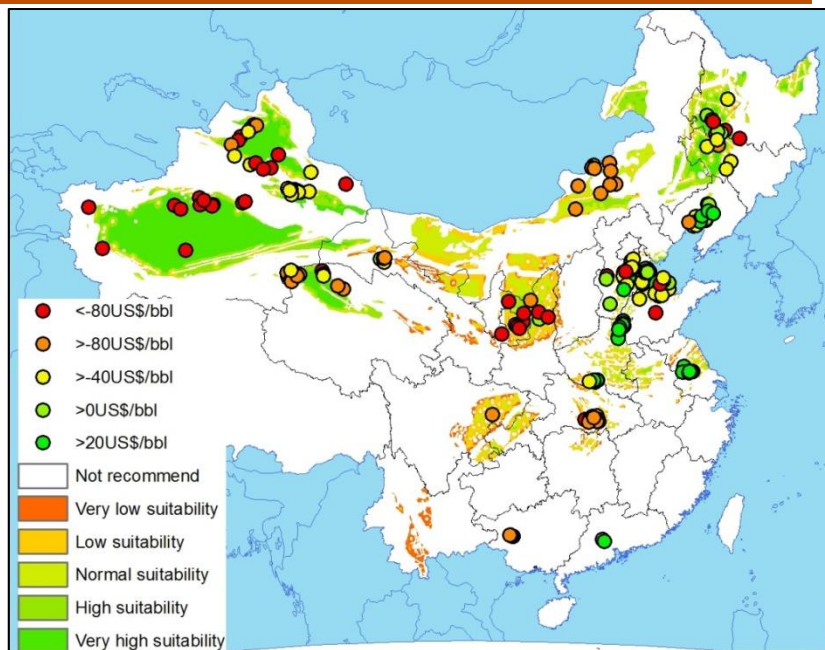 <-80US$/bbl
>-80US$/bbl
>-40US$/bbl
>0US$/bbl
>20US$/bbl
Not recommend
Very low suitability
Low suitability
Normal suitability
High suitability
Very high suitability